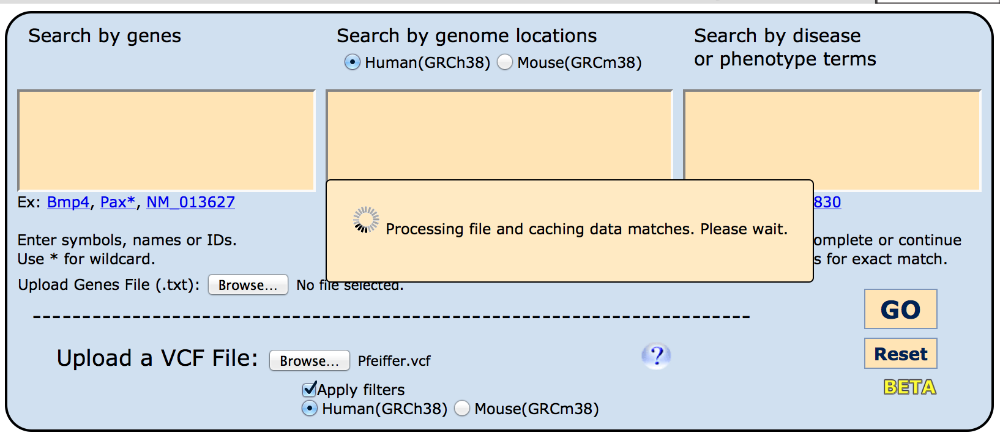 Search by genes
Search by genome locations
Human(GRCh38) Mouse(GRCm38)
Search by disease
or phenotype terms
Ex: Bmp4, Pax*, NM_013627
830
Processing file and caching data matches. Please wait.
Enter symbols, names or IDs.
Use * for wildcard.
omplete or continue
s for exact match.
Upload Genes File (.txt): Browse... No file selected.
------------------------------------------------------------------------
GO
Upload a VCF File: Browse... Pfeiffer.vcf ?
Reset
Apply filters
BETA
Human(GRCh38) Mouse(GRCm38)